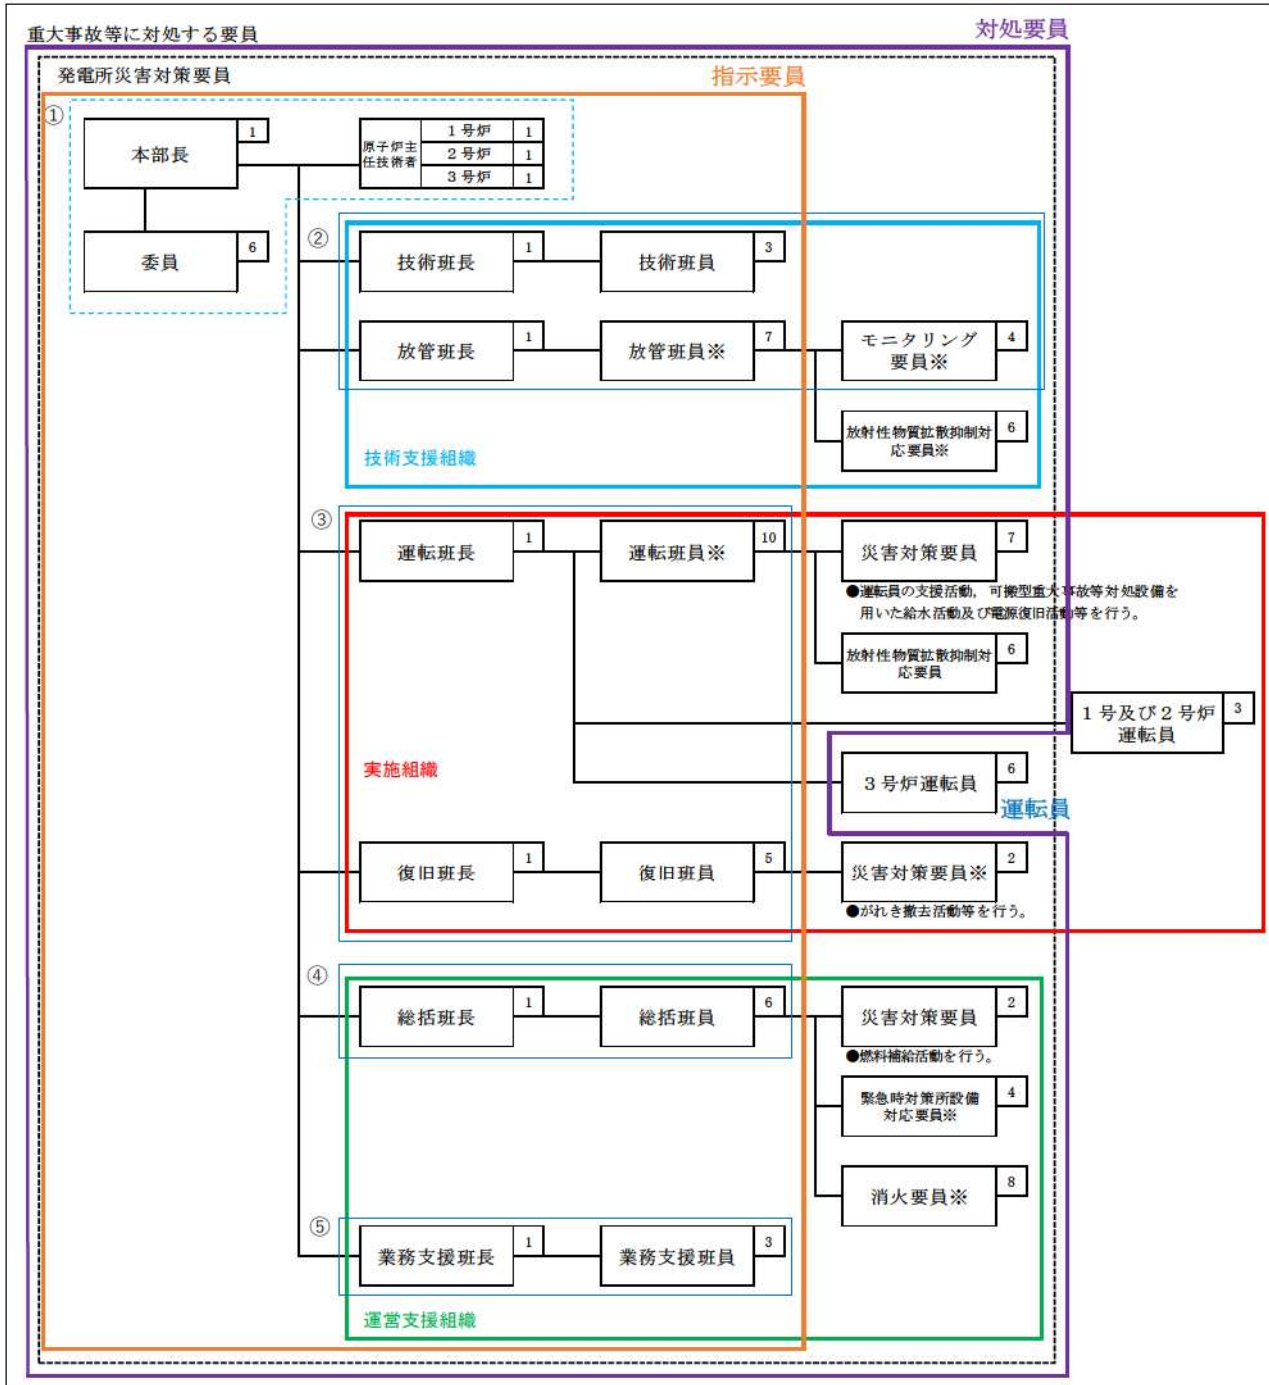 重大事故等に対処する要員
対処要員
発電所災害対策要員
指示要員
①
本部長
1
原子炉主
任技術者
1号炉
1
2号炉
1
3号炉
1
委員
6
②
技術班長
1
技術班員
3
放管班長
1
放管班員※
7
モニタリング
要員※
4
放射性物質拡散抑制対
応要員※
6
技術支援組織
③
運転班長
1
運転班員※
10
災害対策要員
7
●運転員の支援活動，可搬型重大事故等対処設備を
用いた給水活動及び電源復旧活動等を行う。
放射性物質拡散抑制対
応要員
6
1号及び2号炉
運転員
3
実施組織
3号炉運転員
6
運転員
復旧班長
1
復旧班員
5
災害対策要員※
2
●がれき撤去活動等を行う。
④
総括班長
1
総括班員
6
災害対策要員
2
●燃料補給活動を行う。
緊急時対策所設備
対応要員※
4
消火要員※
8
⑤
業務支援班長
1
業務支援班員
3
運営支援組織